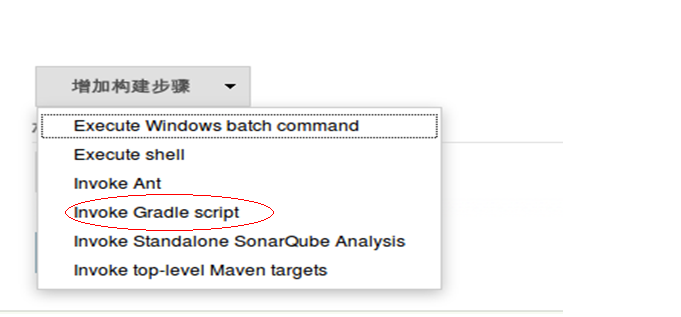 增加构建步骤
Execute Windows batch command
Execute shell
Invoke Ant
Invoke Gradle script
Invoke Standalone SonarQube Analysis
Invoke top-level Maven targets